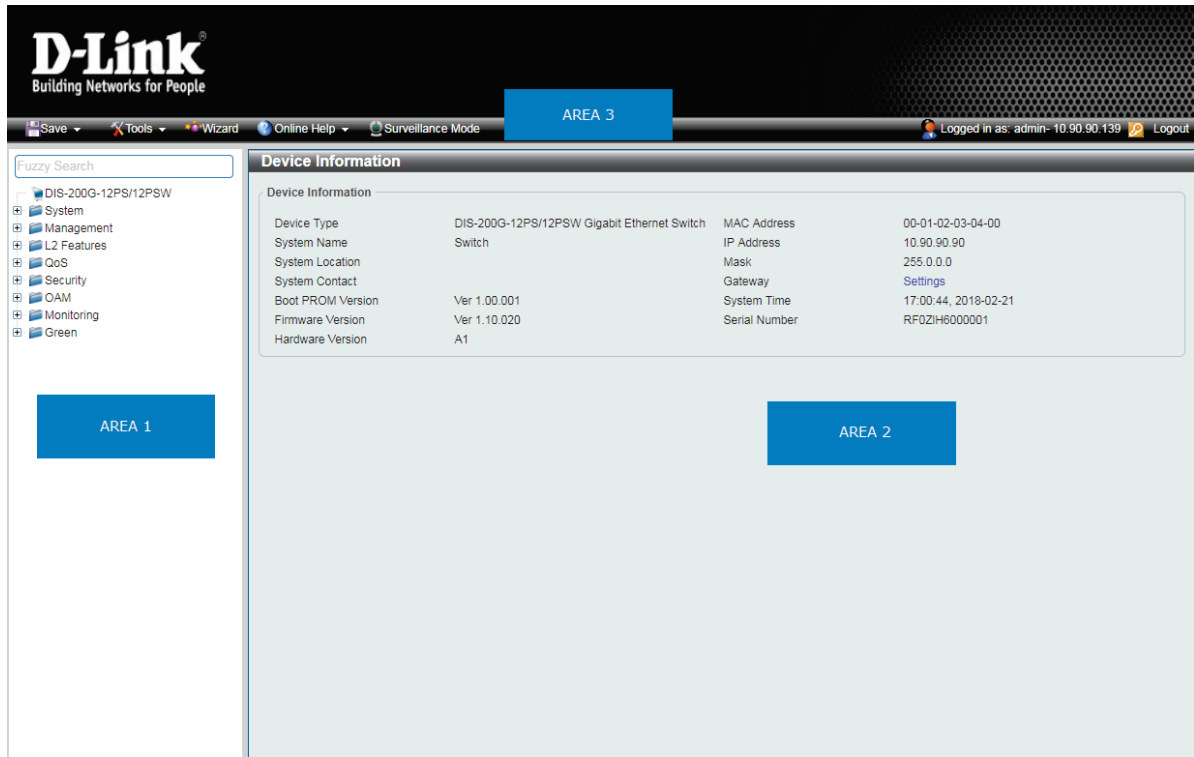 D-Link®
Building Networks for People
AREA 3
Save Tools Wizard Online Help Surveillance Mode Logged in as: admin- 10.90.90.139 Logout
Fuzzy Search
DIS-200G-12PS/12PSW
System
Management
L2 Features
QoS
Security
OAM
Monitoring
Green
AREA 1
Device Information
Device Information
Device Type DIS-200G-12PS/12PSW Gigabit Ethernet Switch MAC Address 00-01-02-03-04-00
System Name Switch IP Address 10.90.90.90
System Location Mask 255.0.0.0
System Contact Gateway Settings
Boot PROM Version Ver 1.00.001 System Time 17:00:44, 2018-02-21
Firmware Version Ver 1.10.020 Serial Number RF0ZIH6000001
Hardware Version A1
AREA 2